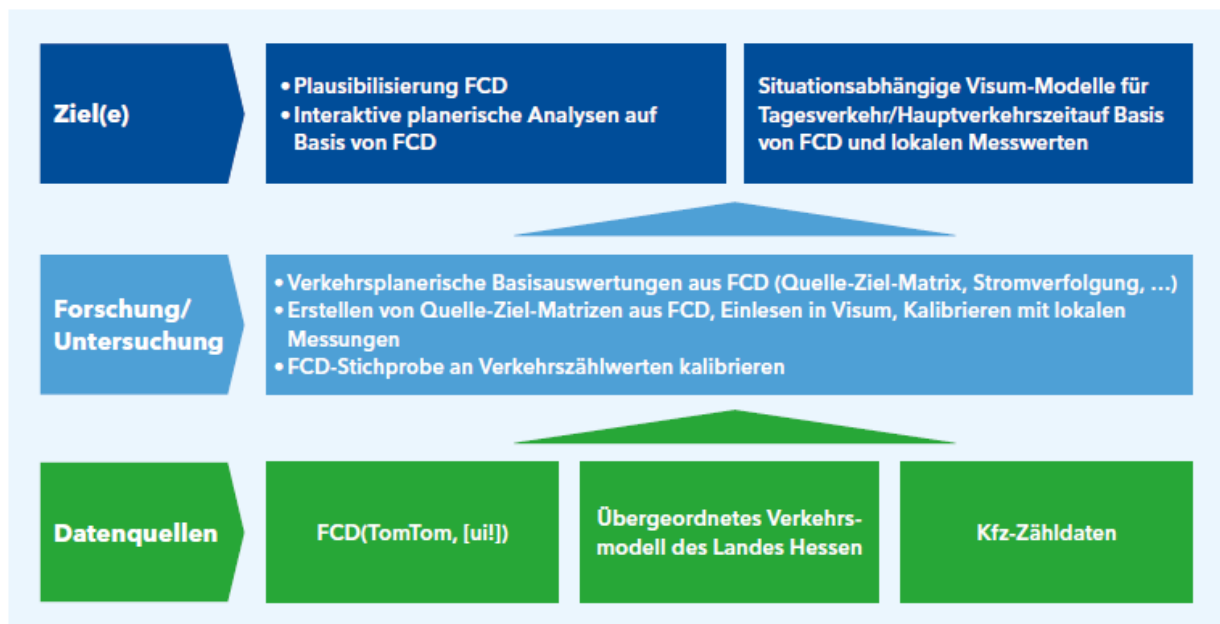 Ziel(e)
• Plausibilisierung FCD
• Interaktive planerische Analysen auf
Basis von FCD
Situationsabhängige Visum-Modelle für
Tagesverkehr/Hauptverkehrszeitauf Basis
von FCD und lokalen Messwerten
Forschung/
Untersuchung
• Verkehrsplanerische Basisauswertungen aus FCD (Quelle-Ziel-Matrix, Stromverfolgung, ...)
• Erstellen von Quelle-Ziel-Matrizen aus FCD, Einlesen in Visum, Kalibrieren mit lokalen
Messungen
• FCD-Stichprobe an Verkehrszählwerten kalibrieren
Datenquellen
FCD(TomTom, [ui!])
Übergeordnetes Verkehrs-
modell des Landes Hessen
Kfz-Zähldaten